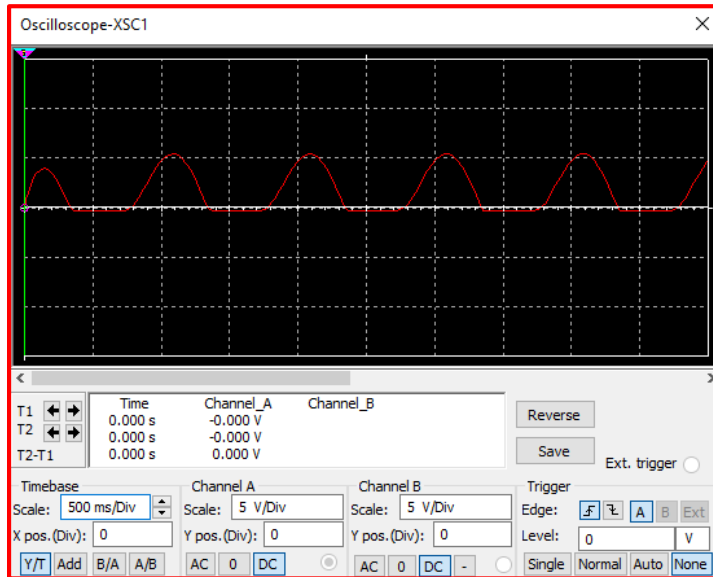 Oscilloscope-XSC1
Time Channel_A Channel_B
T1 0.000 s -0.000 V
T2 0.000 s -0.000 V
T2-T1 0.000 s 0.000 V
Reverse
Save
Ext. trigger
Timebase
Scale: 500 ms/Div
X pos.(Div): 0
Y/T Add B/A A/B
Channel A
Scale: 5 V/Div
Y pos.(Div): 0
AC 0 DC
Channel B
Scale: 5 V/Div
Y pos.(Div): 0
AC 0 DC -
Trigger
Edge: A B Ext
Level: 0 V
Single Normal Auto None